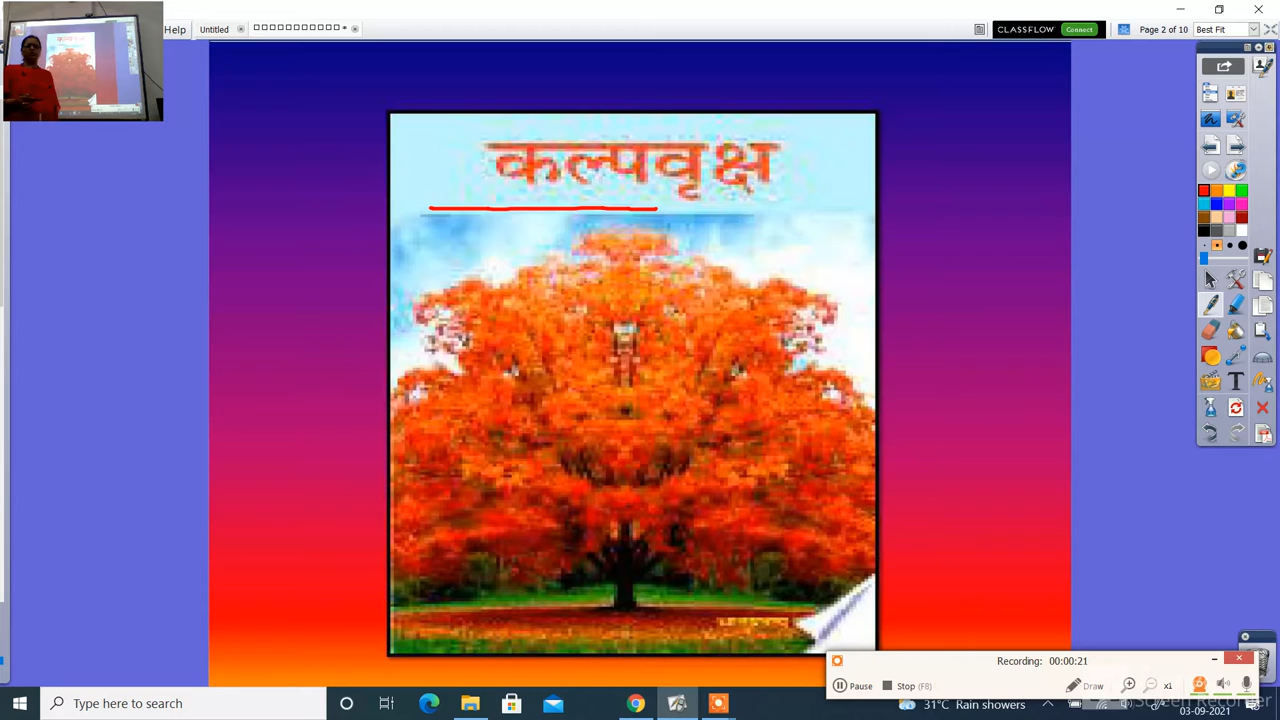 Help
Untitled
CLASSFLOW Connect
Page 2 of 10
Best Fit
कल्पवृक्ष
Recording: 00:00:21
Pause
Stop (F8)
Draw
x1
Type here to search
31°C Rain showers
03-09-2021